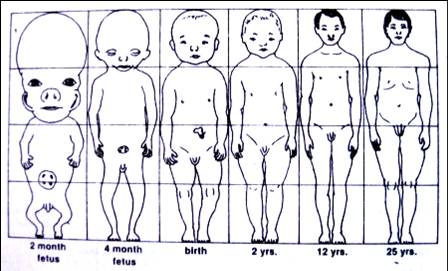 2 month
fetus
4 month
fetus
birth
2 yrs.
12 yrs.
25 yrs.